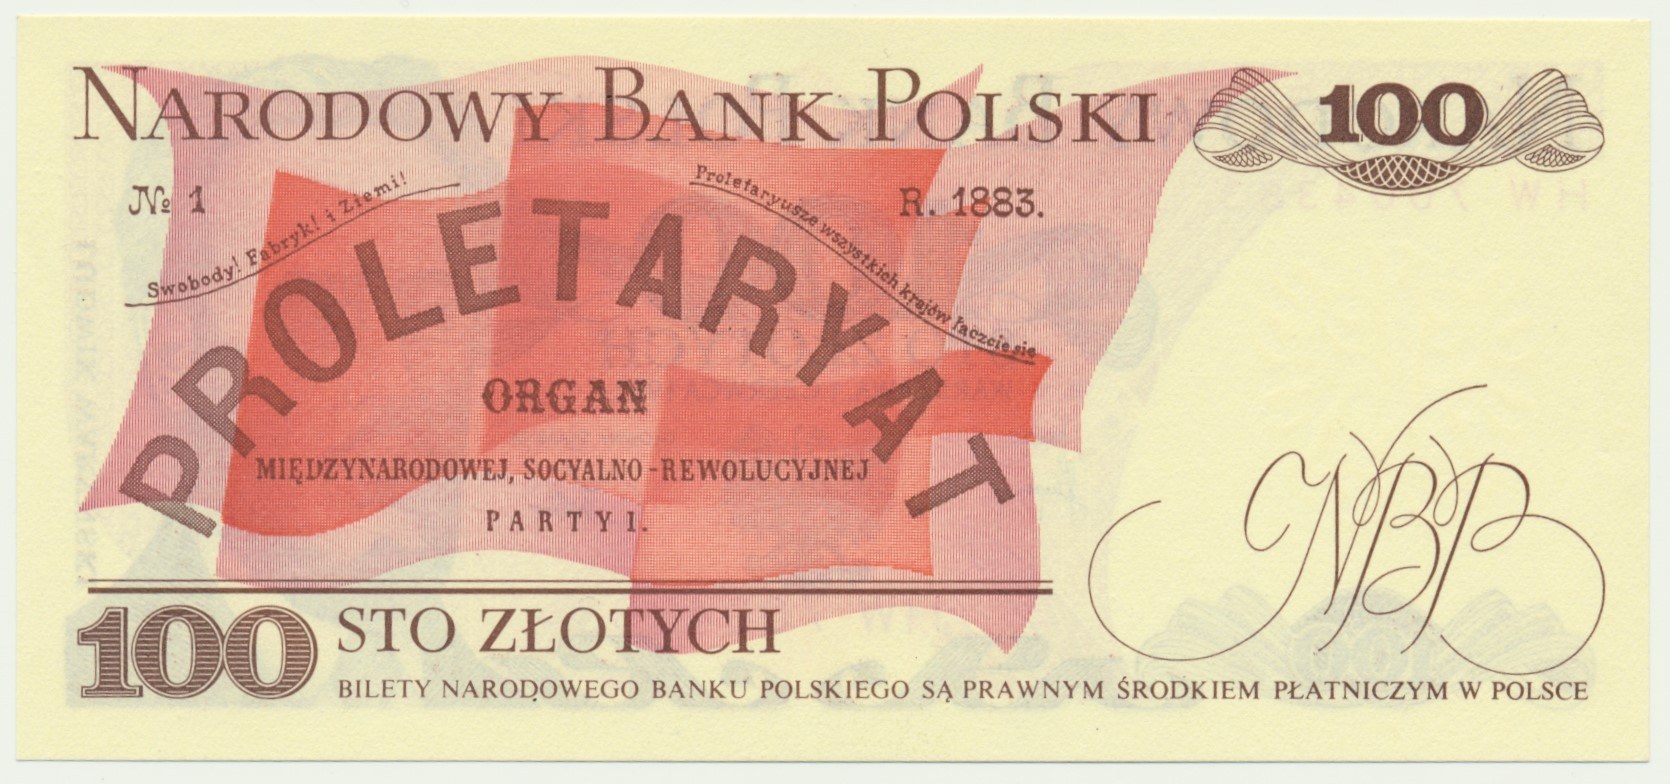 NARODOWY BANK POLSKI
100
№ 1
R. 1883.
Swobody! Fabryk! i Ziemi!
Proletaryusze wszystkich krajów łączcie się
PROLETARYAT
ORGAN
MIĘDZYNARODOWEJ, SOCYALNO-REWOLUCYJNEJ
PARTYI.
NBP
100 STO ZŁOTYCH
BILETY NARODOWEGO BANKU POLSKIEGO SĄ PRAWNYM ŚRODKIEM PŁATNICZYM W POLSCE